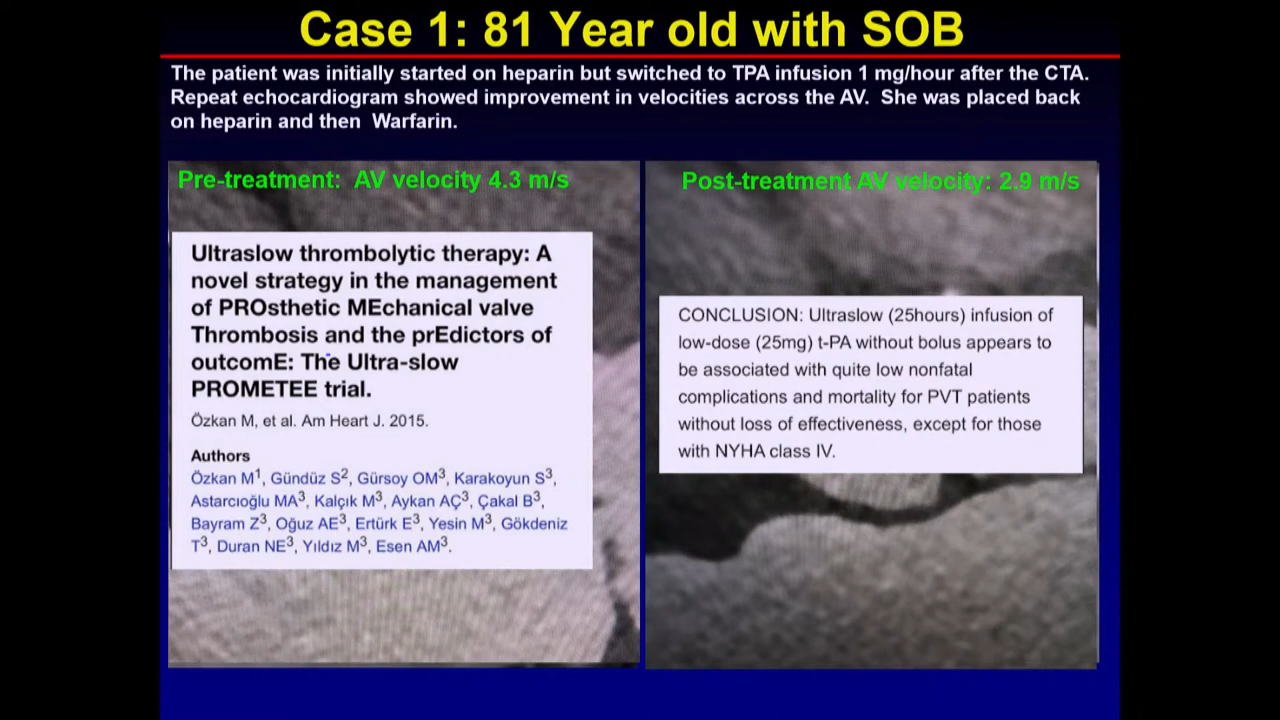 Case 1: 81 Year old with SOB
The patient was initially started on heparin but switched to TPA infusion 1 mg/hour after the CTA.
Repeat echocardiogram showed improvement in velocities across the AV.  She was placed back
on heparin and then  Warfarin.
Pre-treatment:  AV velocity 4.3 m/s
Ultraslow thrombolytic therapy: A
novel strategy in the management
of PROsthetic MEchanical valve
Thrombosis and the prEdictors of
outcomE: The Ultra-slow
PROMETEE trial.
Özkan M, et al. Am Heart J. 2015.
Authors
Özkan M1, Gündüz S2, Gürsoy OM3, Karakoyun S3,
Astarcıoğlu MA3, Kalçık M3, Aykan AÇ3, Çakal B3,
Bayram Z3, Oğuz AE3, Ertürk E3, Yesin M3, Gökdeniz
T3, Duran NE3, Yıldız M3, Esen AM3.
Post-treatment AV velocity: 2.9 m/s
CONCLUSION: Ultraslow (25hours) infusion of
low-dose (25mg) t-PA without bolus appears to
be associated with quite low nonfatal
complications and mortality for PVT patients
without loss of effectiveness, except for those
with NYHA class IV.